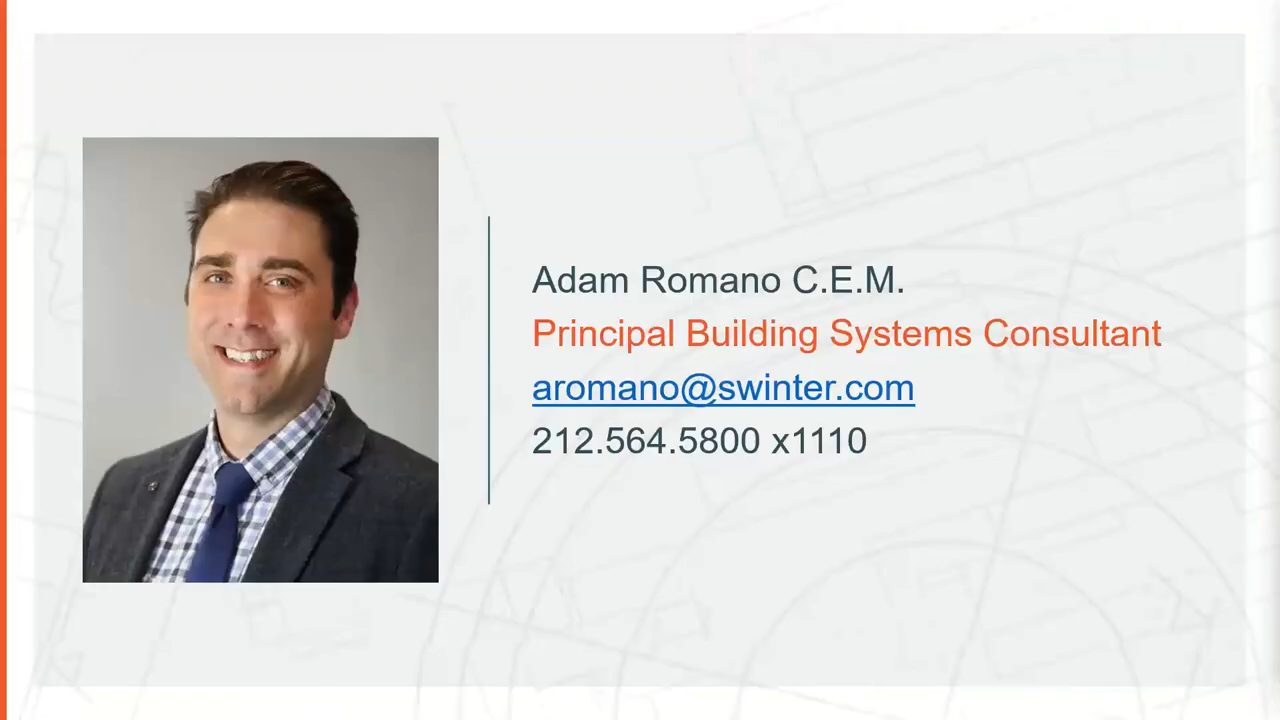 Adam Romano C.E.M.
Principal Building Systems Consultant
aromano@swinter.com
212.564.5800 x1110